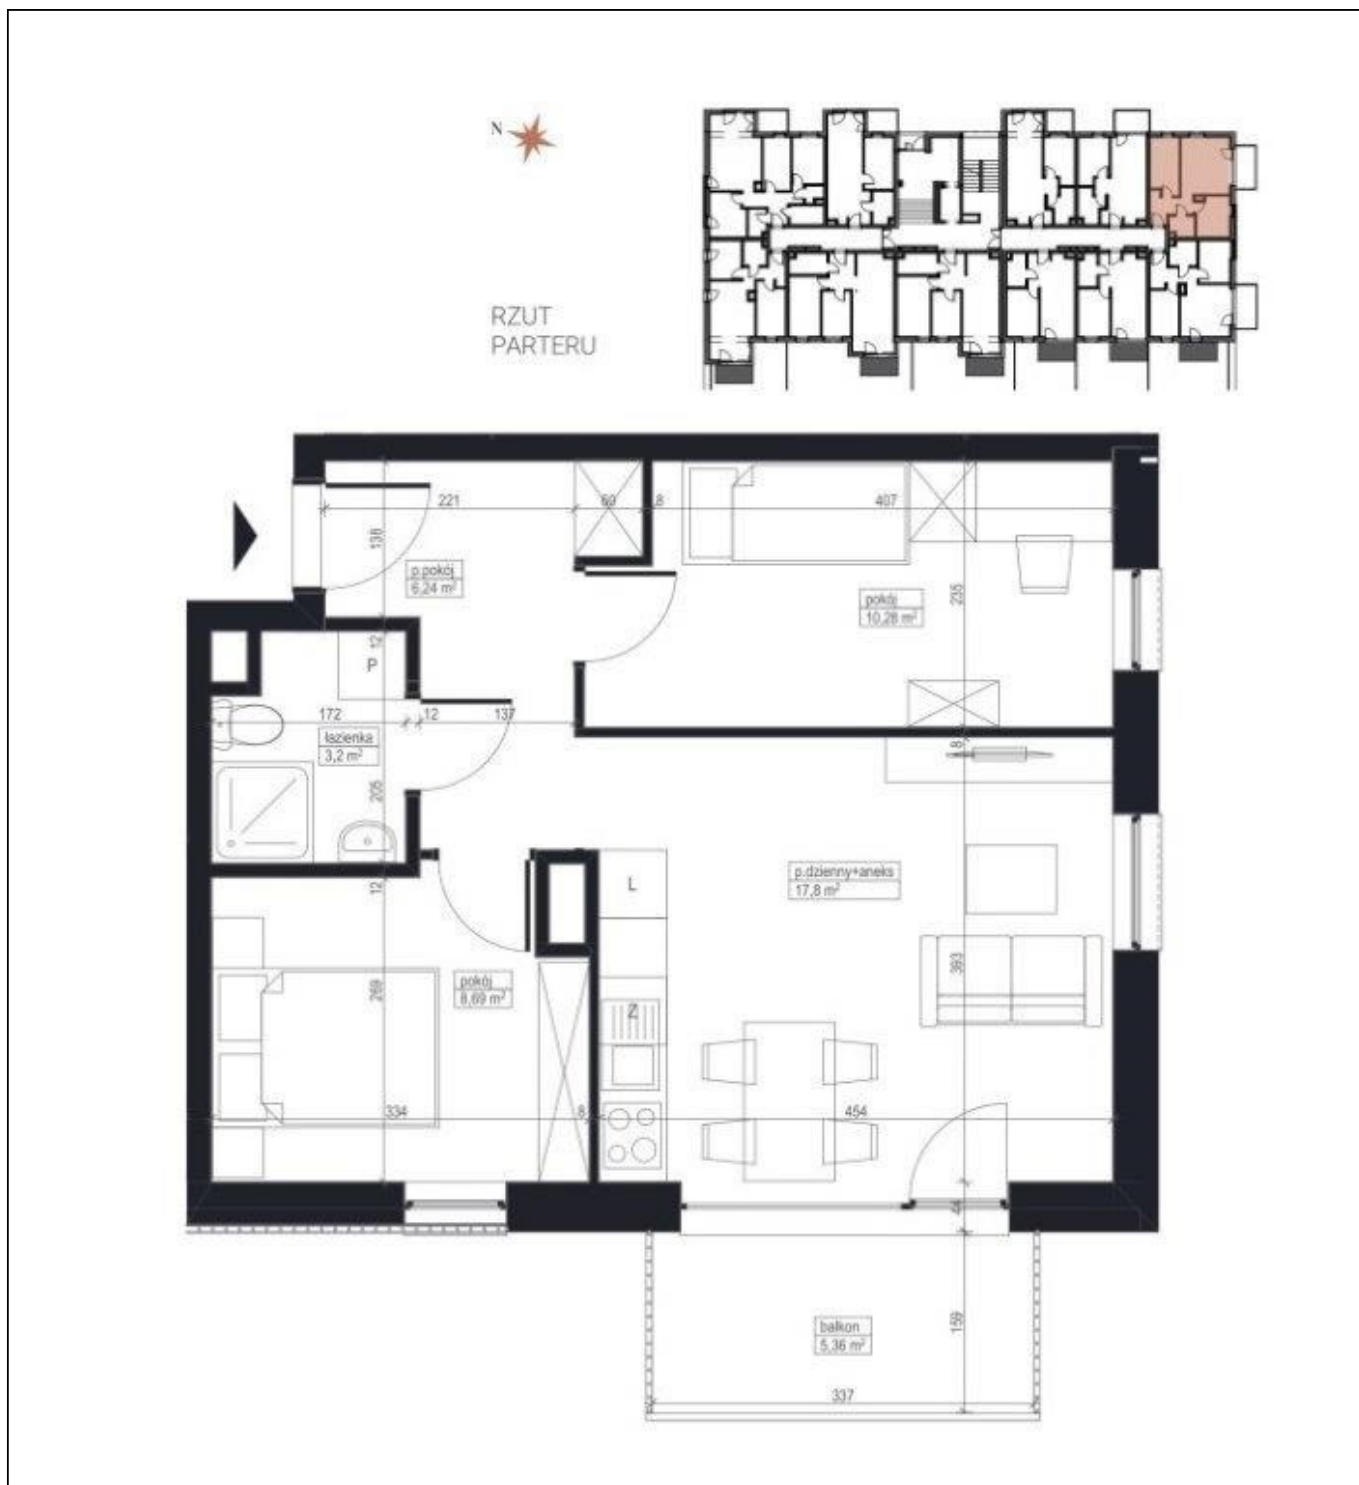 N
RZUT
PARTERU
221
69
8
407
138
p.pokój
6,24 m²
235
pokój
10,28 m²
12
P
172
12
137
łazienka
3,2 m²
8
205
p.dzienny+aneks
17,8 m²
12
L
393
269
pokój
8,69 m²
Z
334
8
454
44
balkon
5,36 m²
159
337